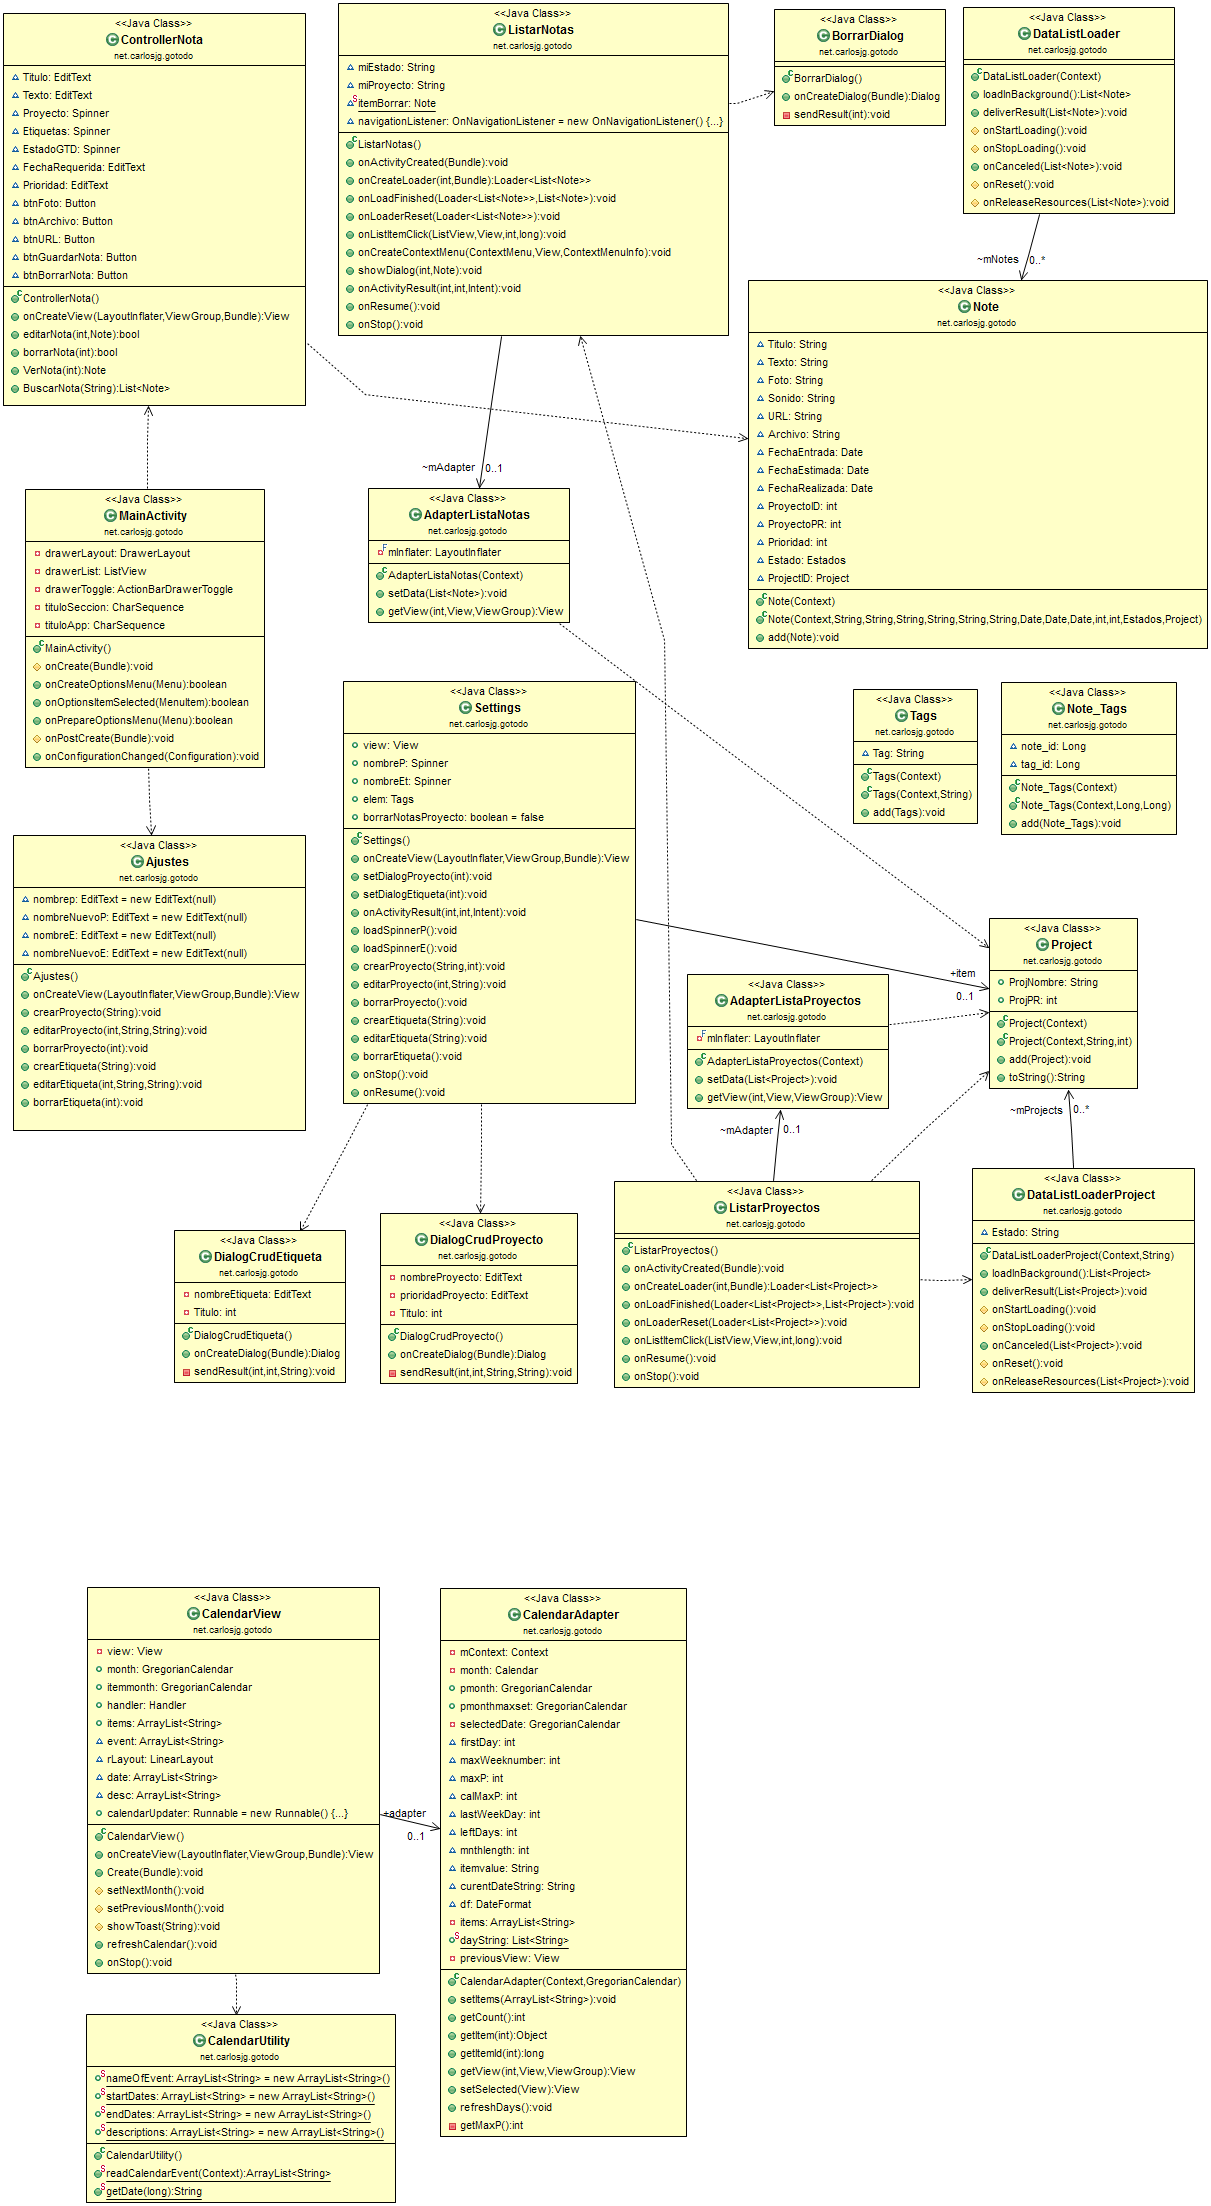 <<Java Class>>
ControllerNota
net.carlosjg.gotodo
Titulo: EditText
Texto: EditText
Proyecto: Spinner
Etiquetas: Spinner
EstadoGTD: Spinner
FechaRequerida: EditText
Prioridad: EditText
btnFoto: Button
btnArchivo: Button
btnURL: Button
btnGuardarNota: Button
btnBorrarNota: Button
ControllerNota()
onCreateView(LayoutInflater,ViewGroup,Bundle):View
editarNota(int,Note):bool
borrarNota(int):bool
VerNota(int):Note
BuscarNota(String):List<Note>
<<Java Class>>
ListarNotas
net.carlosjg.gotodo
miEstado: String
miProyecto: String
itemBorrar: Note
navigationListener: OnNavigationListener = new OnNavigationListener() {...}
ListarNotas()
onActivityCreated(Bundle):void
onCreateLoader(int,Bundle):Loader<List<Note>>
onLoadFinished(Loader<List<Note>>,List<Note>):void
onLoaderReset(Loader<List<Note>>):void
onListItemClick(ListView,View,int,long):void
onCreateContextMenu(ContextMenu,View,ContextMenuInfo):void
showDialog(int,Note):void
onActivityResult(int,int,Intent):void
onResume():void
onStop():void
<<Java Class>>
BorrarDialog
net.carlosjg.gotodo
BorrarDialog()
onCreateDialog(Bundle):Dialog
sendResult(int):void
<<Java Class>>
DataListLoader
net.carlosjg.gotodo
DataListLoader(Context)
loadInBackground():List<Note>
deliverResult(List<Note>):void
onStartLoading():void
onStopLoading():void
onCanceled(List<Note>):void
onReset():void
onReleaseResources(List<Note>):void
~mNotes 0..*
<<Java Class>>
Note
net.carlosjg.gotodo
Titulo: String
Texto: String
Foto: String
Sonido: String
URL: String
Archivo: String
FechaEntrada: Date
FechaEstimada: Date
FechaRealizada: Date
ProyectoID: int
ProyectoPR: int
Prioridad: int
Estado: Estados
ProjectID: Project
Note(Context)
Note(Context,String,String,String,String,String,String,Date,Date,Date,int,int,Estados,Project)
add(Note):void
~mAdapter 0..1
<<Java Class>>
MainActivity
net.carlosjg.gotodo
drawerLayout: DrawerLayout
drawerList: ListView
drawerToggle: ActionBarDrawerToggle
tituloSeccion: CharSequence
tituloApp: CharSequence
MainActivity()
onCreate(Bundle):void
onCreateOptionsMenu(Menu):boolean
onOptionsItemSelected(MenuItem):boolean
onPrepareOptionsMenu(Menu):boolean
onPostCreate(Bundle):void
onConfigurationChanged(Configuration):void
<<Java Class>>
AdapterListaNotas
net.carlosjg.gotodo
mInflater: LayoutInflater
AdapterListaNotas(Context)
setData(List<Note>):void
getView(int,View,ViewGroup):View
<<Java Class>>
Settings
net.carlosjg.gotodo
view: View
nombreP: Spinner
nombreEt: Spinner
elem: Tags
borrarNotasProyecto: boolean = false
Settings()
onCreateView(LayoutInflater,ViewGroup,Bundle):View
setDialogProyecto(int):void
setDialogEtiqueta(int):void
onActivityResult(int,int,Intent):void
loadSpinnerP():void
loadSpinnerE():void
crearProyecto(String,int):void
editarProyecto(int,String):void
borrarProyecto():void
crearEtiqueta(String):void
editarEtiqueta(String):void
borrarEtiqueta():void
onStop():void
onResume():void
<<Java Class>>
Tags
net.carlosjg.gotodo
Tag: String
Tags(Context)
Tags(Context,String)
add(Tags):void
<<Java Class>>
Note_Tags
net.carlosjg.gotodo
note_id: Long
tag_id: Long
Note_Tags(Context)
Note_Tags(Context,Long,Long)
add(Note_Tags):void
<<Java Class>>
Ajustes
net.carlosjg.gotodo
nombrep: EditText = new EditText(null)
nombreNuevoP: EditText = new EditText(null)
nombreE: EditText = new EditText(null)
nombreNuevoE: EditText = new EditText(null)
Ajustes()
onCreateView(LayoutInflater,ViewGroup,Bundle):View
crearProyecto(String):void
editarProyecto(int,String,String):void
borrarProyecto(int):void
crearEtiqueta(String):void
editarEtiqueta(int,String,String):void
borrarEtiqueta(int):void
+item
0..1
<<Java Class>>
Project
net.carlosjg.gotodo
ProjNombre: String
ProjPR: int
Project(Context)
Project(Context,String,int)
add(Project):void
toString():String
<<Java Class>>
AdapterListaProyectos
net.carlosjg.gotodo
mInflater: LayoutInflater
AdapterListaProyectos(Context)
setData(List<Project>):void
getView(int,View,ViewGroup):View
~mAdapter 0..1
~mProjects 0..*
<<Java Class>>
DialogCrudEtiqueta
net.carlosjg.gotodo
nombreEtiqueta: EditText
Titulo: int
DialogCrudEtiqueta()
onCreateDialog(Bundle):Dialog
sendResult(int,int,String):void
<<Java Class>>
DialogCrudProyecto
net.carlosjg.gotodo
nombreProyecto: EditText
prioridadProyecto: EditText
Titulo: int
DialogCrudProyecto()
onCreateDialog(Bundle):Dialog
sendResult(int,int,String,String):void
<<Java Class>>
ListarProyectos
net.carlosjg.gotodo
ListarProyectos()
onActivityCreated(Bundle):void
onCreateLoader(int,Bundle):Loader<List<Project>>
onLoadFinished(Loader<List<Project>>,List<Project>):void
onLoaderReset(Loader<List<Project>>):void
onListItemClick(ListView,View,int,long):void
onResume():void
onStop():void
<<Java Class>>
DataListLoaderProject
net.carlosjg.gotodo
Estado: String
DataListLoaderProject(Context,String)
loadInBackground():List<Project>
deliverResult(List<Project>):void
onStartLoading():void
onStopLoading():void
onCanceled(List<Project>):void
onReset():void
onReleaseResources(List<Project>):void
<<Java Class>>
CalendarView
net.carlosjg.gotodo
view: View
month: GregorianCalendar
itemmonth: GregorianCalendar
handler: Handler
items: ArrayList<String>
event: ArrayList<String>
rLayout: LinearLayout
date: ArrayList<String>
desc: ArrayList<String>
calendarUpdater: Runnable = new Runnable() {...}
CalendarView()
onCreateView(LayoutInflater,ViewGroup,Bundle):View
Create(Bundle):void
setNextMonth():void
setPreviousMonth():void
showToast(String):void
refreshCalendar():void
onStop():void
+adapter
0..1
<<Java Class>>
CalendarAdapter
net.carlosjg.gotodo
mContext: Context
month: Calendar
pmonth: GregorianCalendar
pmonthmaxset: GregorianCalendar
selectedDate: GregorianCalendar
firstDay: int
maxWeeknumber: int
maxP: int
calMaxP: int
lastWeekDay: int
leftDays: int
mnthlength: int
itemvalue: String
curentDateString: String
df: DateFormat
items: ArrayList<String>
dayString: List<String>
previousView: View
CalendarAdapter(Context,GregorianCalendar)
setItems(ArrayList<String>):void
getCount():int
getItem(int):Object
getItemId(int):long
getView(int,View,ViewGroup):View
setSelected(View):View
refreshDays():void
getMaxP():int
<<Java Class>>
CalendarUtility
net.carlosjg.gotodo
nameOfEvent: ArrayList<String> = new ArrayList<String>()
startDates: ArrayList<String> = new ArrayList<String>()
endDates: ArrayList<String> = new ArrayList<String>()
descriptions: ArrayList<String> = new ArrayList<String>()
CalendarUtility()
readCalendarEvent(Context):ArrayList<String>
getDate(long):String